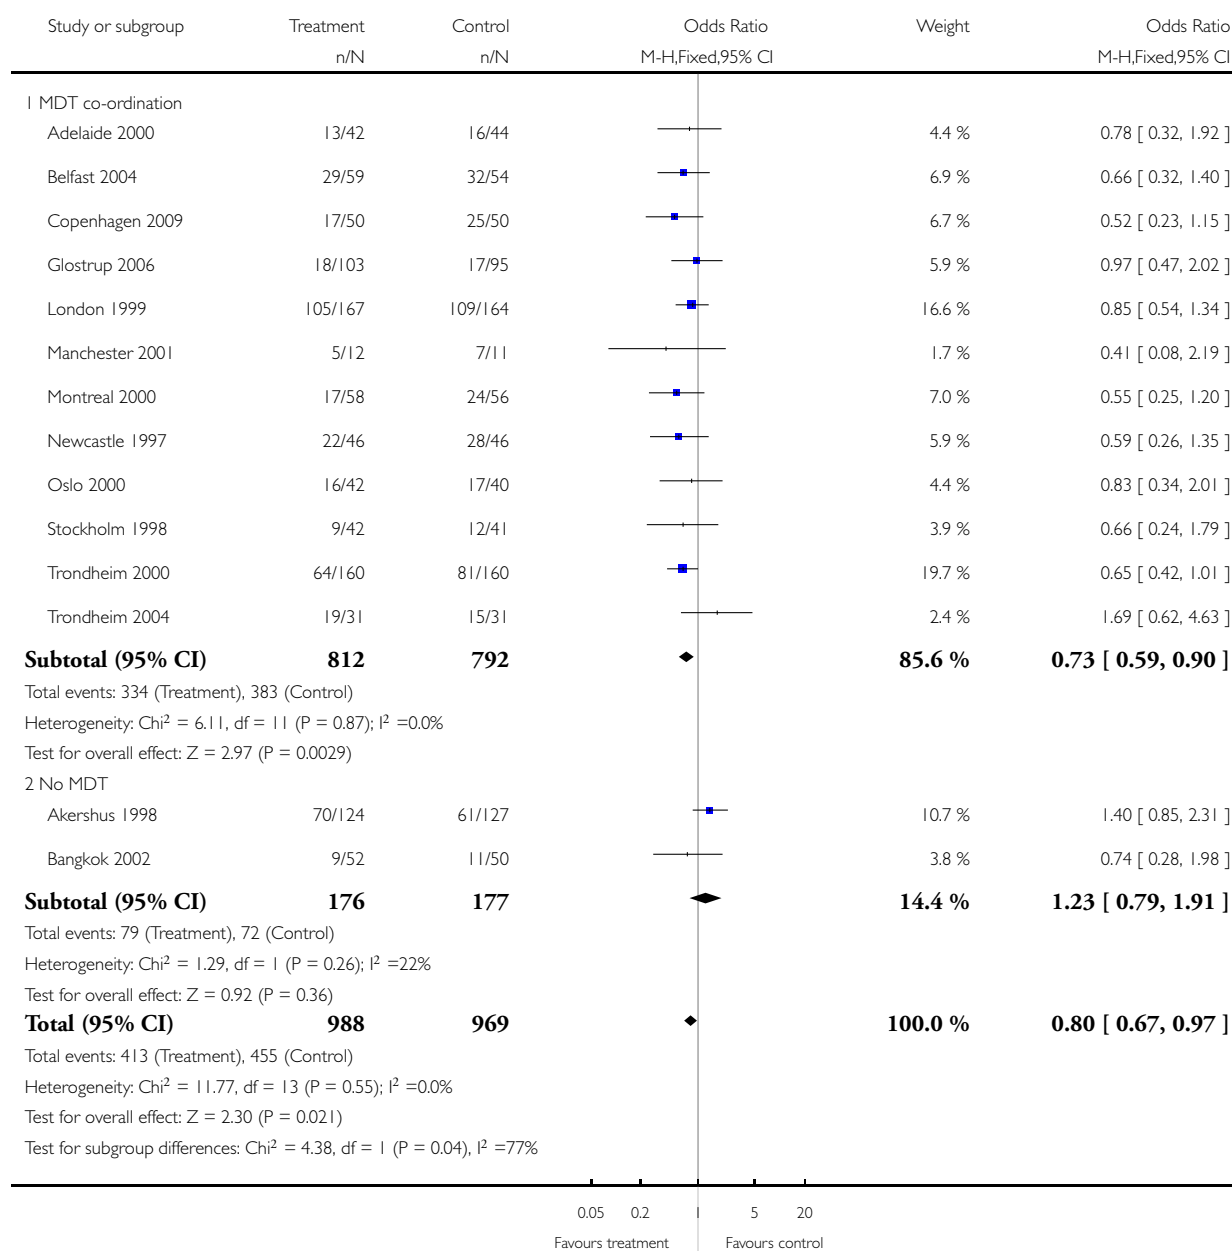 Study or subgroup Treatment Control Odds Ratio Weight Odds Ratio
n/N n/N M-H,Fixed,95% CI M-H,Fixed,95% CI
1 MDT co-ordination
Adelaide 2000 13/42 16/44 4.4 % 0.78 [ 0.32, 1.92 ]
Belfast 2004 29/59 32/54 6.9 % 0.66 [ 0.32, 1.40 ]
Copenhagen 2009 17/50 25/50 6.7 % 0.52 [ 0.23, 1.15 ]
Glostrup 2006 18/103 17/95 5.9 % 0.97 [ 0.47, 2.02 ]
London 1999 105/167 109/164 16.6 % 0.85 [ 0.54, 1.34 ]
Manchester 2001 5/12 7/11 1.7 % 0.41 [ 0.08, 2.19 ]
Montreal 2000 17/58 24/56 7.0 % 0.55 [ 0.25, 1.20 ]
Newcastle 1997 22/46 28/46 5.9 % 0.59 [ 0.26, 1.35 ]
Oslo 2000 16/42 17/40 4.4 % 0.83 [ 0.34, 2.01 ]
Stockholm 1998 9/42 12/41 3.9 % 0.66 [ 0.24, 1.79 ]
Trondheim 2000 64/160 81/160 19.7 % 0.65 [ 0.42, 1.01 ]
Trondheim 2004 19/31 15/31 2.4 % 1.69 [ 0.62, 4.63 ]
Subtotal (95% CI) 812 792 85.6 % 0.73 [ 0.59, 0.90 ]
Total events: 334 (Treatment), 383 (Control)
Heterogeneity: Chi² = 6.11, df = 11 (P = 0.87); I² =0.0%
Test for overall effect: Z = 2.97 (P = 0.0029)
2 No MDT
Akershus 1998 70/124 61/127 10.7 % 1.40 [ 0.85, 2.31 ]
Bangkok 2002 9/52 11/50 3.8 % 0.74 [ 0.28, 1.98 ]
Subtotal (95% CI) 176 177 14.4 % 1.23 [ 0.79, 1.91 ]
Total events: 79 (Treatment), 72 (Control)
Heterogeneity: Chi² = 1.29, df = 1 (P = 0.26); I² =22%
Test for overall effect: Z = 0.92 (P = 0.36)
Total (95% CI) 988 969 100.0 % 0.80 [ 0.67, 0.97 ]
Total events: 413 (Treatment), 455 (Control)
Heterogeneity: Chi² = 11.77, df = 13 (P = 0.55); I² =0.0%
Test for overall effect: Z = 2.30 (P = 0.021)
Test for subgroup differences: Chi² = 4.38, df = 1 (P = 0.04), I² =77%
0.05 0.2 1 5 20
Favours treatment Favours control